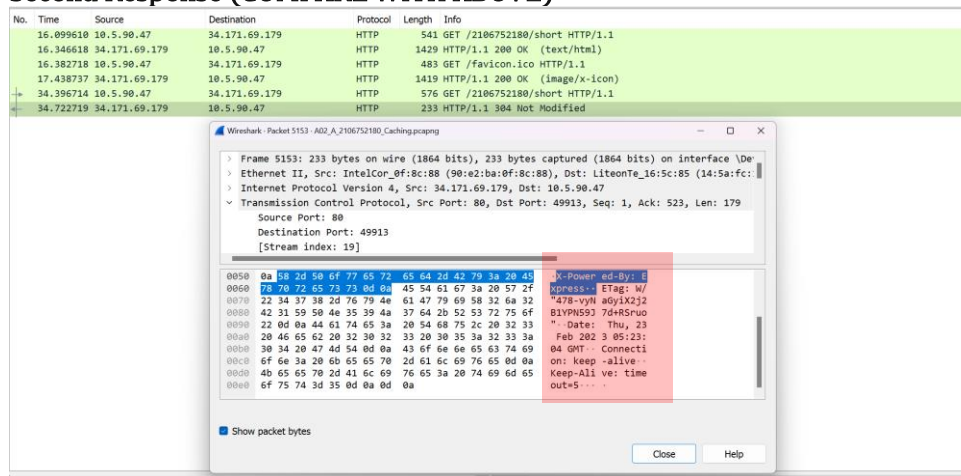 No. Time Source Destination Protocol Length Info
16.099610 10.5.90.47 34.171.69.179 HTTP 541 GET /2106752180/short HTTP/1.1
16.346618 34.171.69.179 10.5.90.47 HTTP 1429 HTTP/1.1 200 OK (text/html)
16.382718 10.5.90.47 34.171.69.179 HTTP 483 GET /favicon.ico HTTP/1.1
17.438737 34.171.69.179 10.5.90.47 HTTP 1419 HTTP/1.1 200 OK (image/x-icon)
34.396714 10.5.90.47 34.171.69.179 HTTP 576 GET /2106752180/short HTTP/1.1
34.722719 34.171.69.179 10.5.90.47 HTTP 233 HTTP/1.1 304 Not Modified
Wireshark · Packet 5153 · A02_A_2106752180_Caching.pcapng
Frame 5153: 233 bytes on wire (1864 bits), 233 bytes captured (1864 bits) on interface \De
Ethernet II, Src: IntelCor_0f:8c:88 (90:e2:ba:0f:8c:88), Dst: LiteonTe_16:5c:85 (14:5a:fc:
Internet Protocol Version 4, Src: 34.171.69.179, Dst: 10.5.90.47
Transmission Control Protocol, Src Port: 80, Dst Port: 49913, Seq: 1, Ack: 523, Len: 179
Source Port: 80
Destination Port: 49913
[Stream index: 19]
0050 0a 58 2d 50 6f 77 65 72 65 64 2d 42 79 3a 20 45 ·X-Power ed-By: E
0060 78 70 72 65 73 73 0d 0a 45 54 61 67 3a 20 57 2f xpress·· ETag: W/
0070 22 34 37 38 2d 76 79 4e 61 47 79 69 58 32 6a 32 "478-vyN aGyiX2j2
0080 42 31 59 50 4e 35 39 4a 37 64 2b 52 53 72 75 6f B1YPN59J 7d+RSruo
0090 22 0d 0a 44 61 74 65 3a 20 54 68 75 2c 20 32 33 "··Date: Thu, 23
00a0 20 46 65 62 20 32 30 32 33 20 30 35 3a 32 33 3a Feb 202 3 05:23:
00b0 30 34 20 47 4d 54 0d 0a 43 6f 6e 6e 65 63 74 69 04 GMT·· Connecti
00c0 6f 6e 3a 20 6b 65 65 70 2d 61 6c 69 76 65 0d 0a on: keep -alive··
00d0 4b 65 65 70 2d 41 6c 69 76 65 3a 20 74 69 6d 65 Keep-Ali ve: time
00e0 6f 75 74 3d 35 0d 0a 0d 0a out=5··· ·
Show packet bytes
Close Help